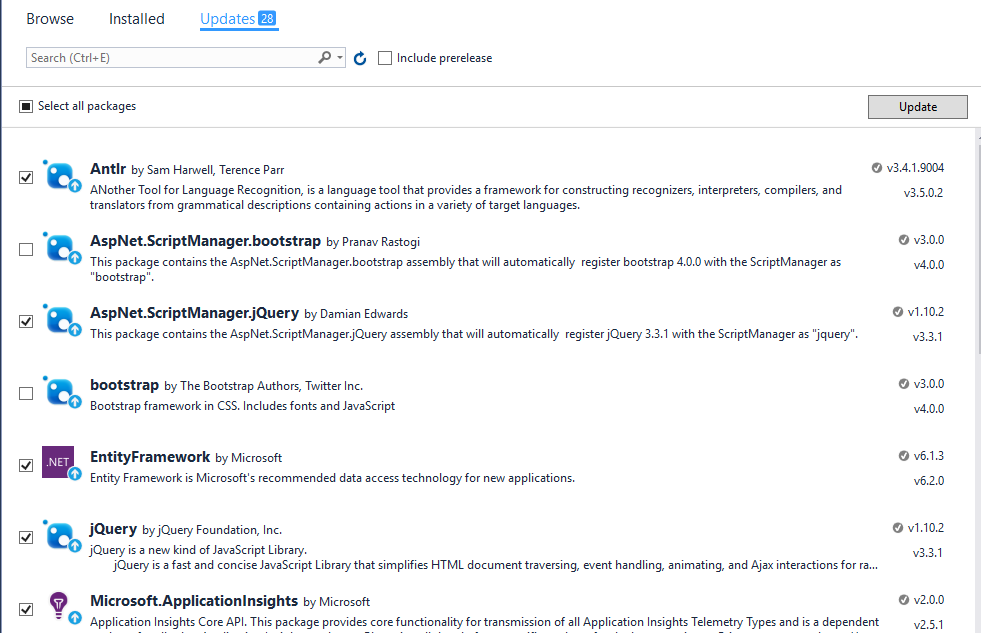 Browse Installed Updates 28
Search (Ctrl+E) Include prerelease
Select all packages Update
Antlr by Sam Harwell, Terence Parr v3.4.1.9004
ANother Tool for Language Recognition, is a language tool that provides a framework for constructing recognizers, interpreters, compilers, and v3.5.0.2
translators from grammatical descriptions containing actions in a variety of target languages.
AspNet.ScriptManager.bootstrap by Pranav Rastogi v3.0.0
This package contains the AspNet.ScriptManager.bootstrap assembly that will automatically register bootstrap 4.0.0 with the ScriptManager as v4.0.0
"bootstrap".
AspNet.ScriptManager.jQuery by Damian Edwards v1.10.2
This package contains the AspNet.ScriptManager.jQuery assembly that will automatically register jQuery 3.3.1 with the ScriptManager as "jquery". v3.3.1
bootstrap by The Bootstrap Authors, Twitter Inc. v3.0.0
Bootstrap framework in CSS. Includes fonts and JavaScript v4.0.0
.NET EntityFramework by Microsoft v6.1.3
Entity Framework is Microsoft's recommended data access technology for new applications. v6.2.0
jQuery by jQuery Foundation, Inc. v1.10.2
jQuery is a new kind of JavaScript Library. v3.3.1
jQuery is a fast and concise JavaScript Library that simplifies HTML document traversing, event handling, animating, and Ajax interactions for ra...
Microsoft.ApplicationInsights by Microsoft v2.0.0
Application Insights Core API. This package provides core functionality for transmission of all Application Insights Telemetry Types and is a dependent v2.5.1